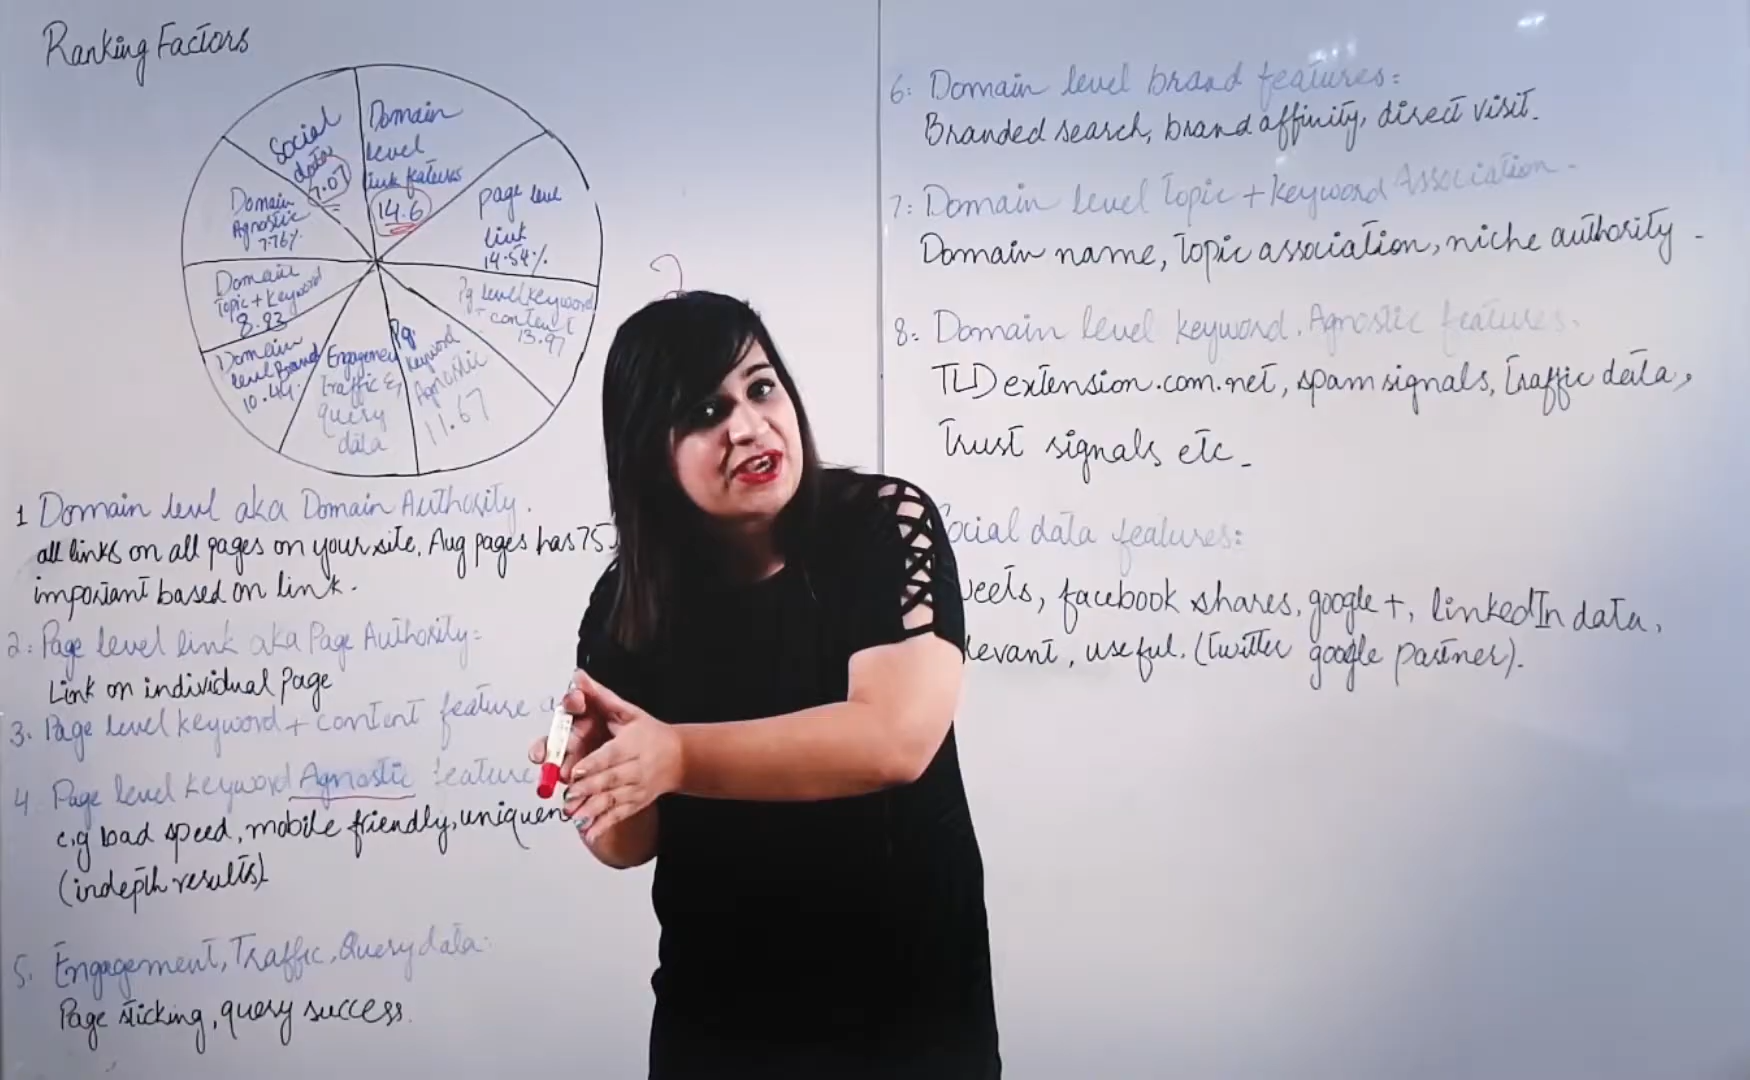 Ranking Factors
Social
data
7.07
Domain
level
link features
14.6
page level
link
14.54%
Pg level keyword
+ content
13.97
Pg.
keyword
Agnostic
11.67
Engagement
traffic &
query
data
Domain
level Brand
10.44.
Domain
Topic + keyword
8.83
Domain
Agnostic
7.76%
1 Domain levl aka Domain Authority.
all links on all pages on your site, Aug pages has 75
important based on link.
2: Page level link aka Page Authority:
Link on individual page
3. Page level keyword + content feature
4. Page level keyword Agnostic feature
e.g load speed, mobile friendly, uniquen
(indepth results)
5. Engagement, Traffic, Query data:
Page sticking, query success.
6: Domain level brand features:
Branded search, brand affinity, direct visit.
7: Domain level Topic + keyword Association -
Domain name, topic association, niche authority -
8: Domain level keyword. Agnostic features.
TLD extension .com .net, spam signals, traffic data,
trust signals etc -
ocial data features:
eets, facebook shares, google +, linkedIn data,
levant, useful. (twitter google partner).